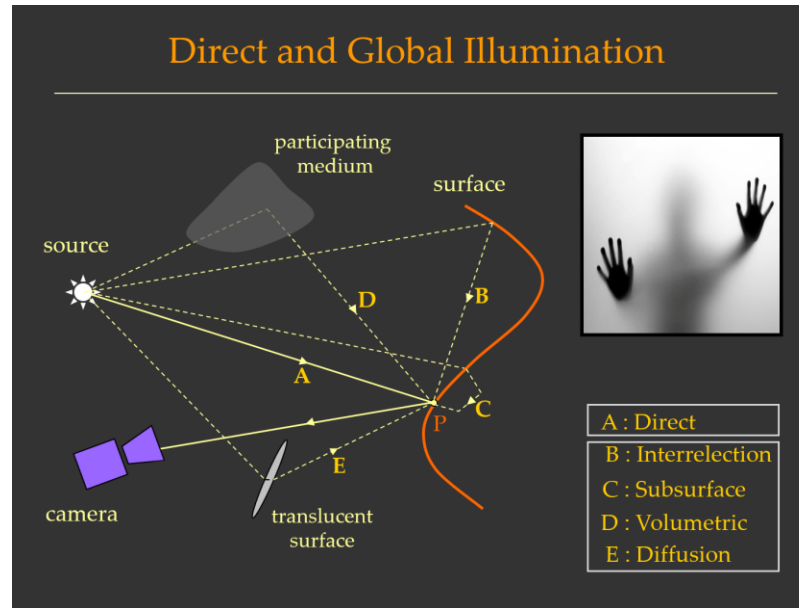 Direct and Global Illumination
participating
medium
surface
source
D
B
A
P
C
E
camera
translucent
surface
A : Direct
B : Interrelection
C : Subsurface
D : Volumetric
E : Diffusion